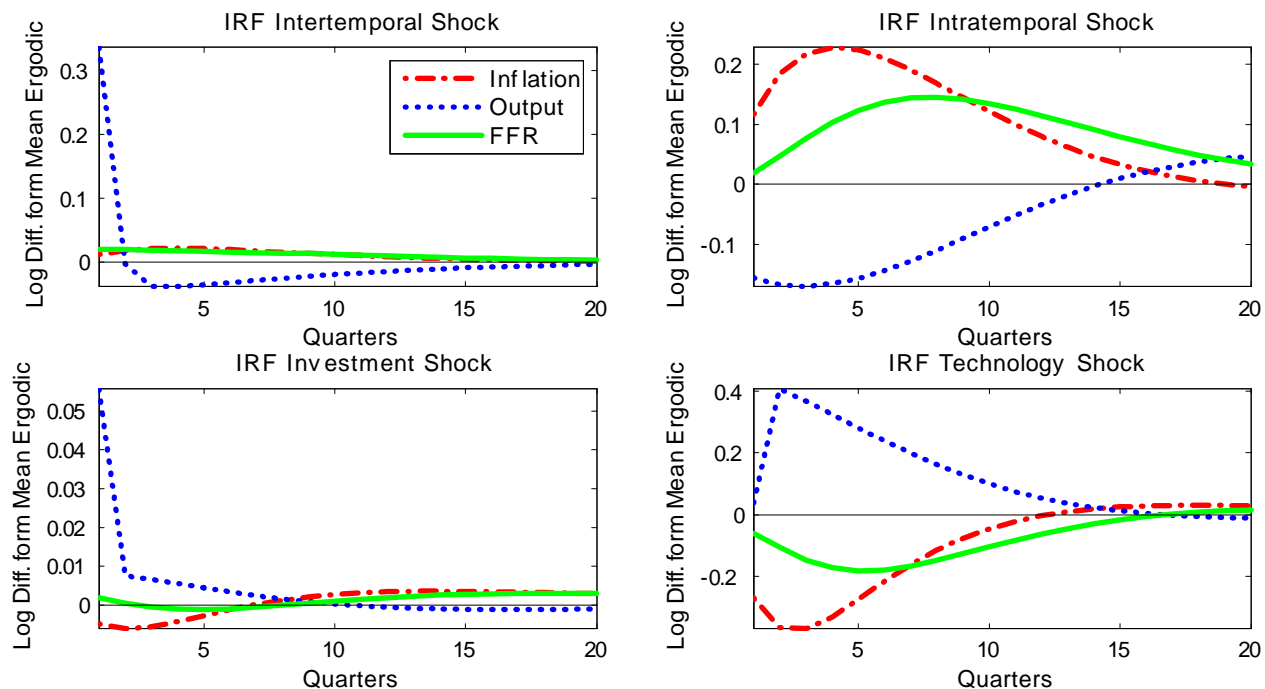 IRF Intertemporal Shock
Log Diff. form Mean Ergodic
0.3
0.2
0.1
0
5
10
15
20
Quarters
Inflation
Output
FFR
IRF Intratemporal Shock
Log Diff. form Mean Ergodic
0.2
0.1
0
-0.1
5
10
15
20
Quarters
IRF Investment Shock
Log Diff. form Mean Ergodic
0.05
0.04
0.03
0.02
0.01
0
5
10
15
20
Quarters
IRF Technology Shock
Log Diff. form Mean Ergodic
0.4
0.2
0
-0.2
5
10
15
20
Quarters